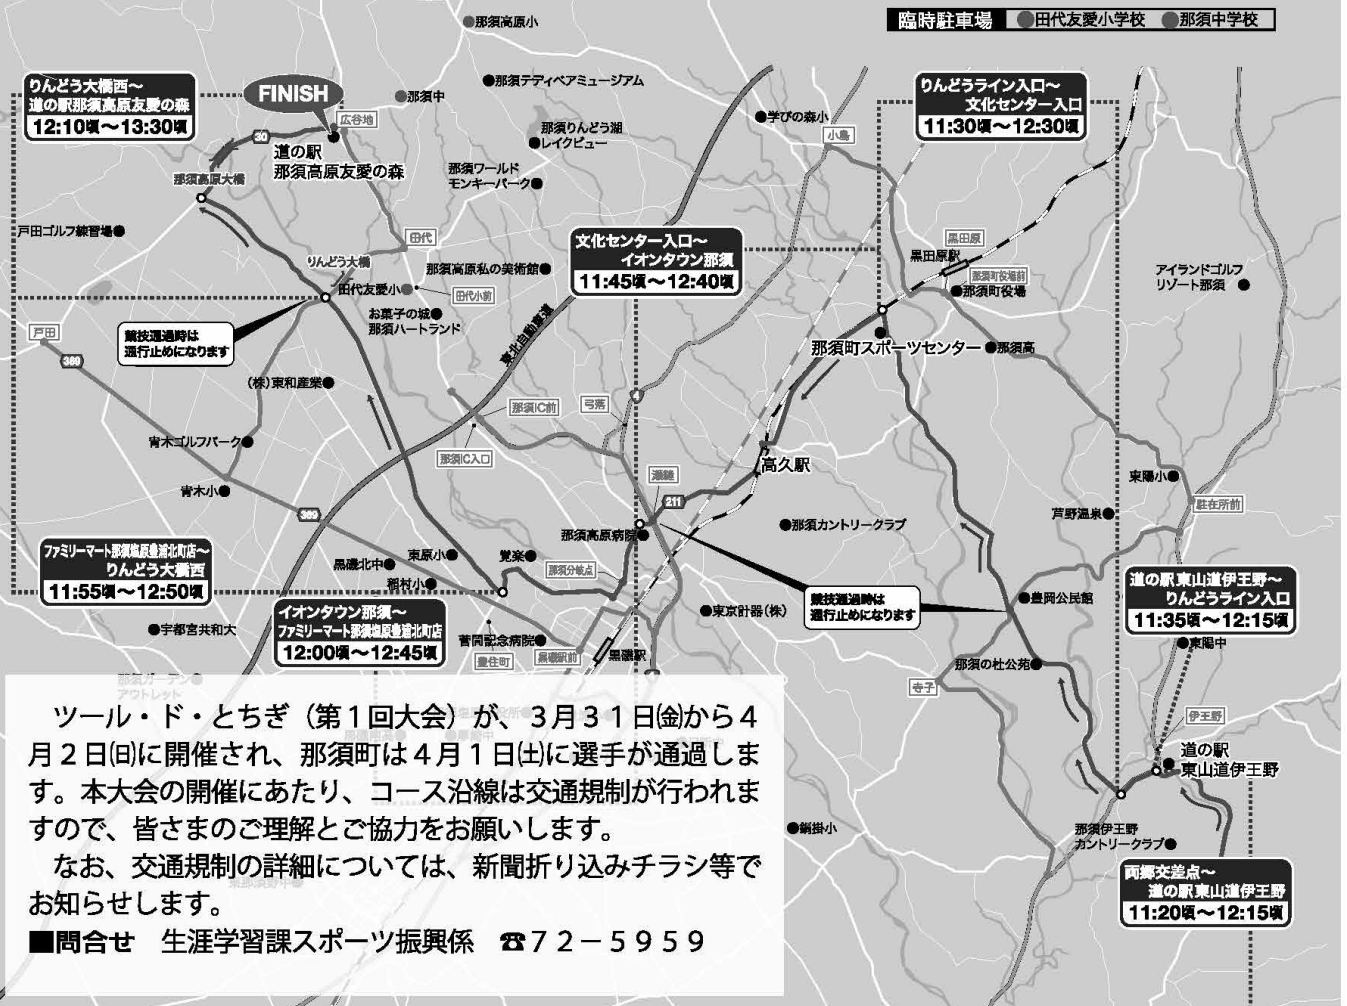 臨時駐車場 ●田代友愛小学校 ●那須中学校
那須高原小
りんどう大橋西～
道の駅那須高原友愛の森
12:10頃～13:30頃
FINISH
那須テディベアミュージアム
那須中
広谷地
30
道の駅
那須高原友愛の森
那須りんどう湖
レイクビュー
学びの森小
小島
りんどうライン入口～
文化センター入口
11:30頃～12:30頃
那須高原大橋
那須ワールド
モンキーパーク
戸田ゴルフ練習場
田代
りんどう大橋
那須高原私の美術館
文化センター入口～
イオンタウン那須
11:45頃～12:40頃
黒田原
黒田原駅
那須町役場前
那須町役場
アイランドゴルフ
リゾート那須
田代友愛小
田代小前
お菓子の城
那須ハートランド
東北自動車道
戸田
369
競技通過時は
通行止めになります
那須町スポーツセンター
那須高
(株)東和産業
那須IC前
弓落
4
青木ゴルフパーク
那須IC入口
高久駅
青木小
東陽小
211
駐在所前
369
那須高原病院
那須カントリークラブ
芦野温泉
ファミリーマート那須塩原豊浦北町店～
りんどう大橋西
11:55頃～12:50頃
黒磯北中
東原小
覚楽
稲村小
那須分岐点
競技通過時は
通行止めになります
豊岡公民館
道の駅東山道伊王野～
りんどうライン入口
11:35頃～12:15頃
宇都宮共和大
イオンタウン那須～
ファミリーマート那須塩原豊浦北町店
12:00頃～12:45頃
東京計器(株)
菅間記念病院
豊住町
黒磯駅前
黒磯駅
東陽中
那須の杜公苑
寺子
那須ガーデン
アウトレット
伊王野
道の駅
東山道伊王野
鍋掛小
那須伊王野
カントリークラブ
両郷交差点～
道の駅東山道伊王野
11:20頃～12:15頃
ツール・ド・とちぎ（第１回大会）が、３月３１日㈮から４
月２日㈰に開催され、那須町は４月１日㈯に選手が通過しま
す。本大会の開催にあたり、コース沿線は交通規制が行われま
すので、皆さまのご理解とご協力をお願いします。
なお、交通規制の詳細については、新聞折り込みチラシ等で
お知らせします。
■問合せ　生涯学習課スポーツ振興係　☎７２－５９５９